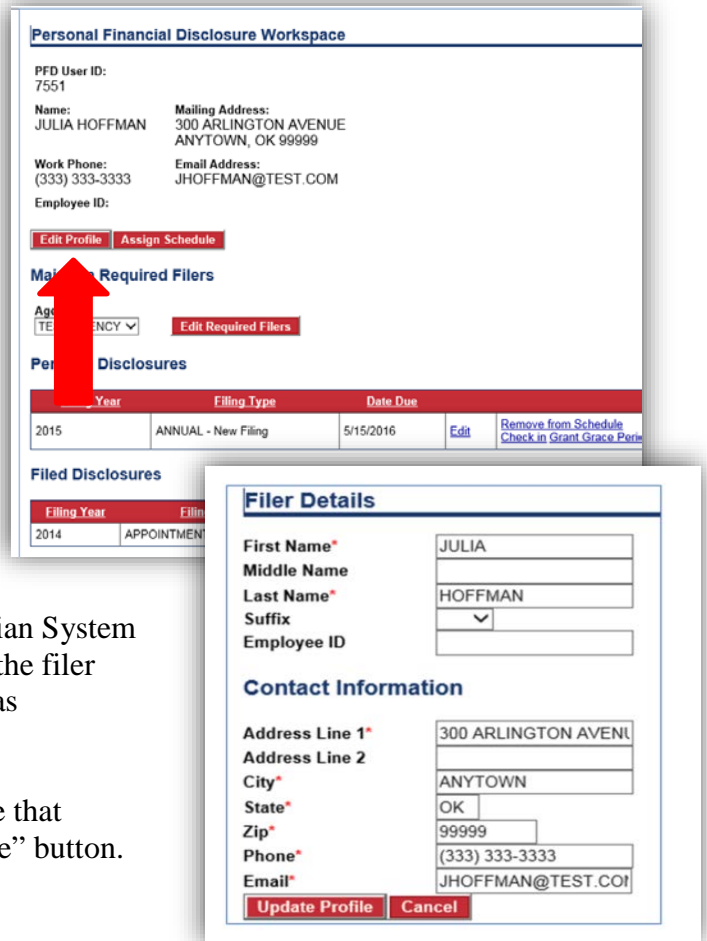 Personal Financial Disclosure Workspace
PFD User ID:
7551
Name: Mailing Address:
JULIA HOFFMAN 300 ARLINGTON AVENUE
ANYTOWN, OK 99999
Work Phone: Email Address:
(333) 333-3333 JHOFFMAN@TEST.COM
Employee ID:
Edit Profile Assign Schedule
Required Filers
Edit Required Filers
Disclosures
Year Filing Type Date Due
2015 ANNUAL - New Filing 5/15/2016 Edit Remove from Schedule
Check in Grant Grace
Filed Disclosures
Filing Year
2014 APPOINTMENT
Filer Details
First Name* JULIA
Middle Name
Last Name* HOFFMAN
Suffix
Employee ID
Contact Information
Address Line 1* 300 ARLINGTON AVENU
Address Line 2
City* ANYTOWN
State* OK
Zip* 99999
Phone* (333) 333-3333
Email* JHOFFMAN@TEST.CO
Update Profile Cancel
ian System
the filer
as
e that
e” button.